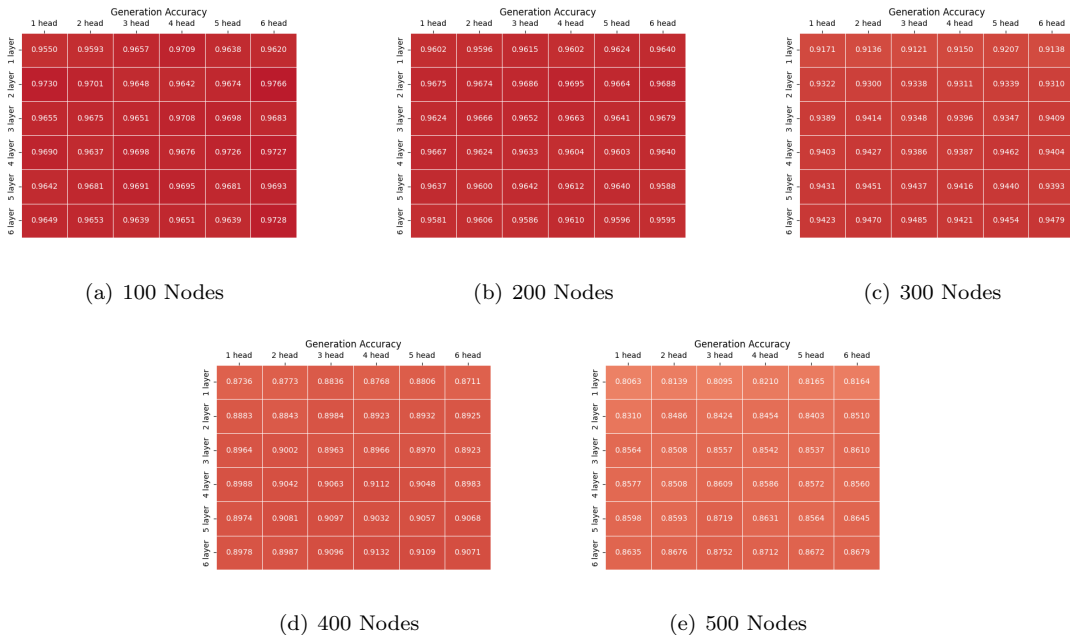 Generation Accuracy
1 head 2 head 3 head 4 head 5 head 6 head
1 layer 0.9550 0.9593 0.9657 0.9709 0.9638 0.9620
2 layer 0.9730 0.9701 0.9648 0.9642 0.9674 0.9766
3 layer 0.9655 0.9675 0.9651 0.9708 0.9698 0.9683
4 layer 0.9690 0.9637 0.9698 0.9676 0.9726 0.9727
5 layer 0.9642 0.9681 0.9691 0.9695 0.9681 0.9693
6 layer 0.9649 0.9653 0.9639 0.9651 0.9639 0.9728
(a) 100 Nodes
Generation Accuracy
1 head 2 head 3 head 4 head 5 head 6 head
1 layer 0.9602 0.9596 0.9615 0.9602 0.9624 0.9640
2 layer 0.9675 0.9674 0.9686 0.9695 0.9664 0.9688
3 layer 0.9624 0.9666 0.9652 0.9663 0.9641 0.9679
4 layer 0.9667 0.9624 0.9633 0.9604 0.9603 0.9640
5 layer 0.9637 0.9600 0.9642 0.9612 0.9640 0.9588
6 layer 0.9581 0.9606 0.9586 0.9610 0.9596 0.9595
(b) 200 Nodes
Generation Accuracy
1 head 2 head 3 head 4 head 5 head 6 head
1 layer 0.9171 0.9136 0.9121 0.9150 0.9207 0.9138
2 layer 0.9322 0.9300 0.9338 0.9311 0.9339 0.9310
3 layer 0.9389 0.9414 0.9348 0.9396 0.9347 0.9409
4 layer 0.9403 0.9427 0.9386 0.9387 0.9462 0.9404
5 layer 0.9431 0.9451 0.9437 0.9416 0.9440 0.9393
6 layer 0.9423 0.9470 0.9485 0.9421 0.9454 0.9479
(c) 300 Nodes
Generation Accuracy
1 head 2 head 3 head 4 head 5 head 6 head
1 layer 0.8736 0.8773 0.8836 0.8768 0.8806 0.8711
2 layer 0.8883 0.8843 0.8984 0.8923 0.8932 0.8925
3 layer 0.8964 0.9002 0.8963 0.8966 0.8970 0.8923
4 layer 0.8988 0.9042 0.9063 0.9112 0.9048 0.8983
5 layer 0.8974 0.9081 0.9097 0.9032 0.9057 0.9068
6 layer 0.8978 0.8987 0.9096 0.9132 0.9109 0.9071
(d) 400 Nodes
Generation Accuracy
1 head 2 head 3 head 4 head 5 head 6 head
1 layer 0.8063 0.8139 0.8095 0.8210 0.8165 0.8164
2 layer 0.8310 0.8486 0.8424 0.8454 0.8403 0.8510
3 layer 0.8564 0.8508 0.8557 0.8542 0.8537 0.8610
4 layer 0.8577 0.8508 0.8609 0.8586 0.8572 0.8560
5 layer 0.8598 0.8593 0.8719 0.8631 0.8564 0.8645
6 layer 0.8635 0.8676 0.8752 0.8712 0.8672 0.8679
(e) 500 Nodes